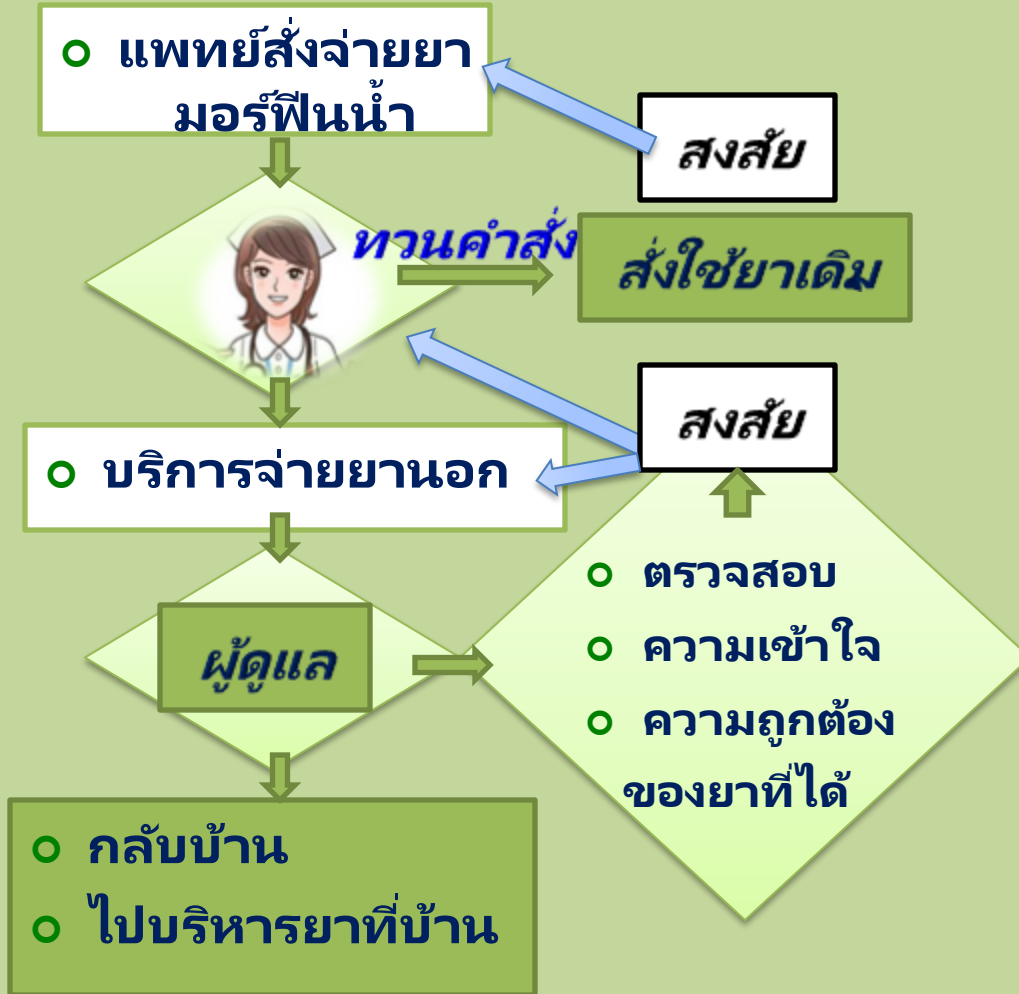 แพทย์สั่งจ่ายยา
มอร์ฟีนน้ำ
สงสัย
ทวนคำสั่ง
สั่งใช้ยาเดิม
สงสัย
บริการจ่ายยานอก
ตรวจสอบ
ความเข้าใจ
ความถูกต้อง
ของยาที่ได้
ผู้ดูแล
กลับบ้าน
ไปบริหารยาที่บ้าน